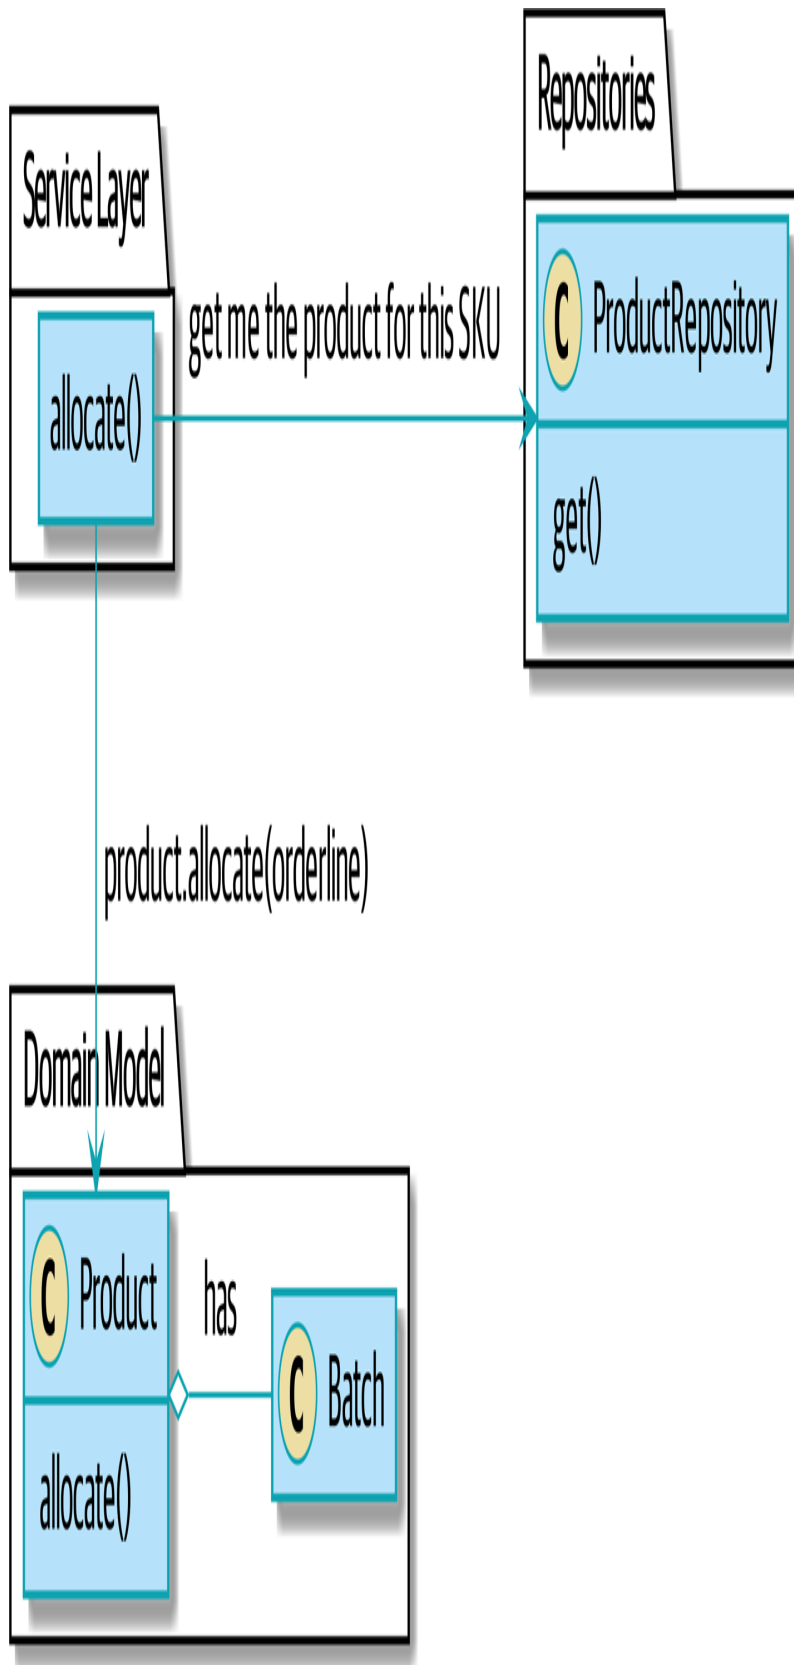 Repositories
Service Layer
get me the product for this SKU
C ProductRepository
allocate()
get()
product.allocate(orderline)
Domain Model
C Product
has
C Batch
allocate()